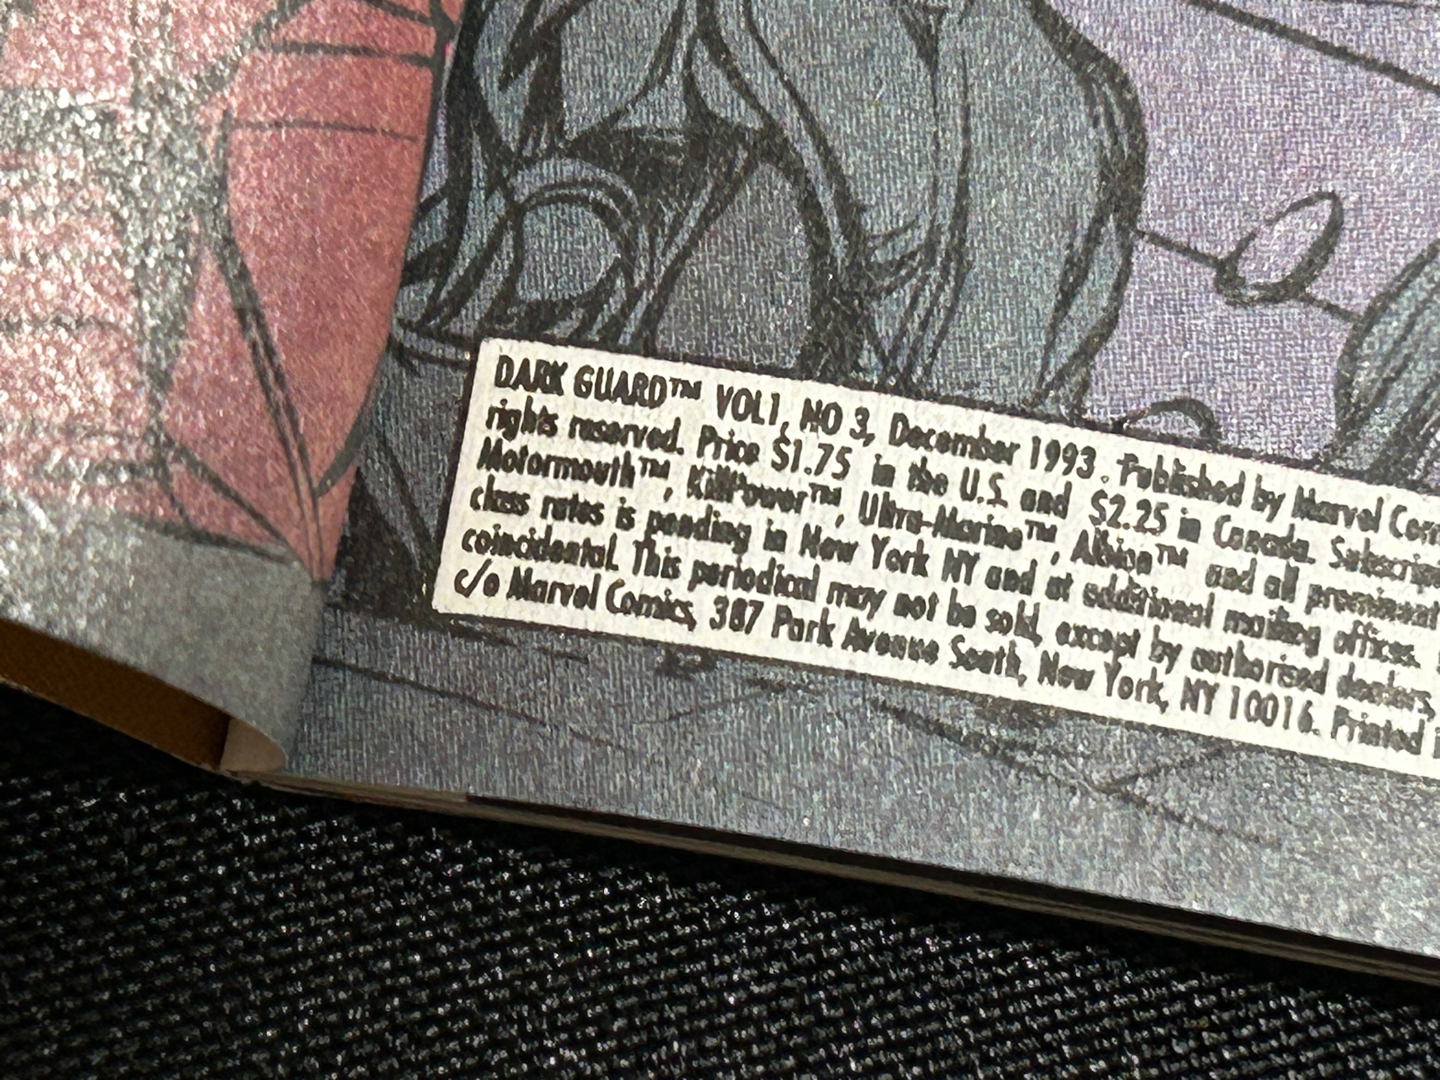 DARK GUARD™ VOL1, NO 3, December 1993. Published by Marvel Com
rights reserved. Price $1.75 in the U.S. and $2.25 in Canada. Subscrip
Motormouth™, KillPower™, Ultra-Marine™, Albion™ and all prominent
class rates is pending in New York NY and at additional mailing offices.
coincidental. This periodical may not be sold, except by authorised dealers,
c/o Marvel Comics, 387 Park Avenue South, New York, NY 10016. Printed i